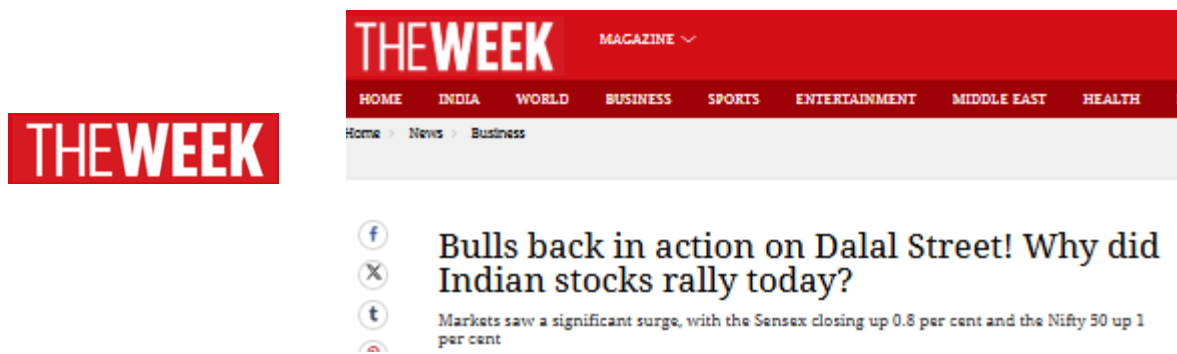 THEWEEK
THEWEEK
MAGAZINE
HOME INDIA WORLD BUSINESS SPORTS ENTERTAINMENT MIDDLE EAST HEALTH
Home > News > Business
Bulls back in action on Dalal Street! Why did
Indian stocks rally today?
Markets saw a significant surge, with the Sensex closing up 0.8 per cent and the Nifty 50 up 1
per cent